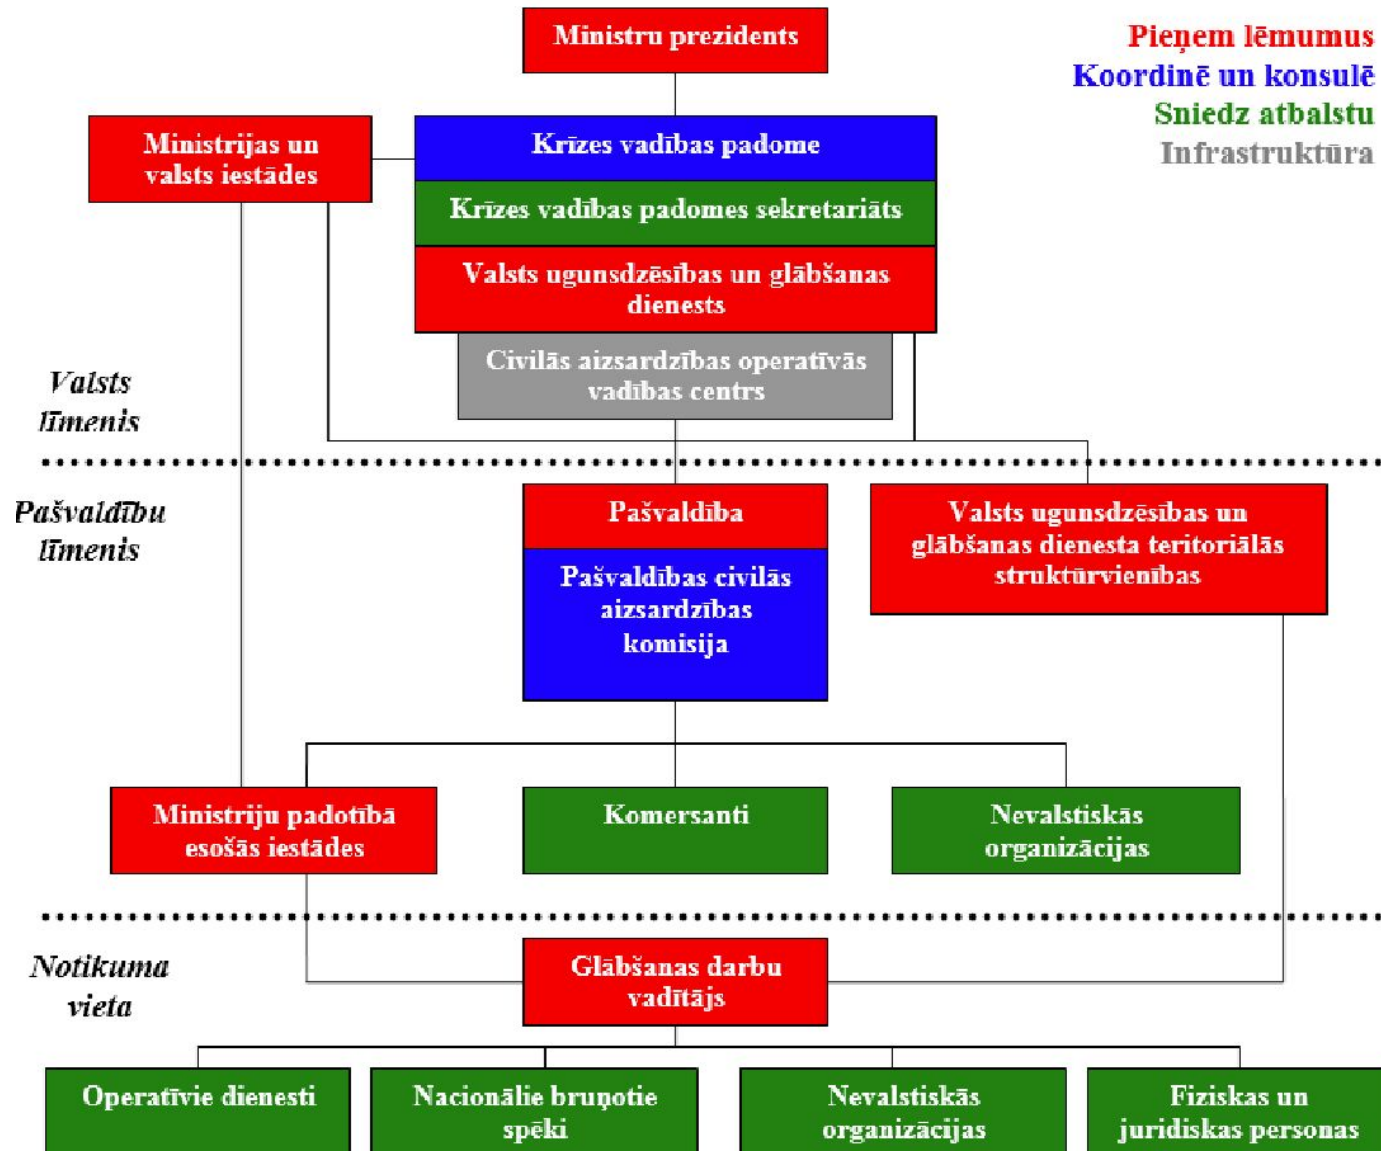 Ministru prezidents
Pieņem lēmumus
Koordinē un konsulē
Sniedz atbalstu
Infrastruktūra
Ministrijas un
valsts iestādes
Krīzes vadības padome
Krīzes vadības padomes sekretariāts
Valsts ugunsdzēsības un glābšanas
dienests
Civilās aizsardzības operatīvās
vadības centrs
Valsts
līmenis
Pašvaldību
līmenis
Pašvaldība
Pašvaldības civilās
aizsardzības
komisija
Valsts ugunsdzēsības un
glābšanas dienesta teritoriālās
struktūrvienības
Ministriju padotībā
esošās iestādes
Komersanti
Nevalstiskās
organizācijas
Notikuma
vieta
Glābšanas darbu
vadītājs
Operatīvie dienesti
Nacionālie bruņotie
spēki
Nevalstiskās
organizācijas
Fiziskas un
juridiskas personas